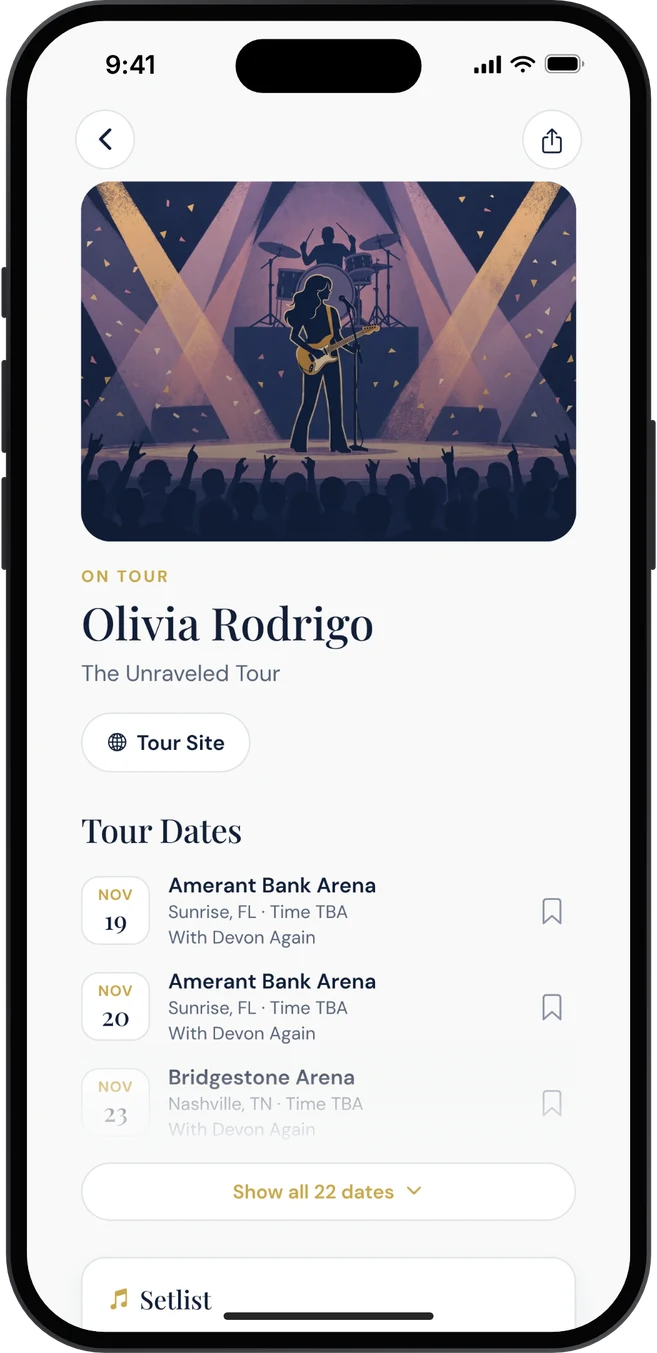 9:41
ON TOUR
Olivia Rodrigo
The Unraveled Tour
Tour Site
Tour Dates
NOV
19
Amerant Bank Arena
Sunrise, FL · Time TBA
With Devon Again
NOV
20
Amerant Bank Arena
Sunrise, FL · Time TBA
With Devon Again
NOV
23
Bridgestone Arena
Nashville, TN · Time TBA
With Devon Again
Show all 22 dates
Setlist